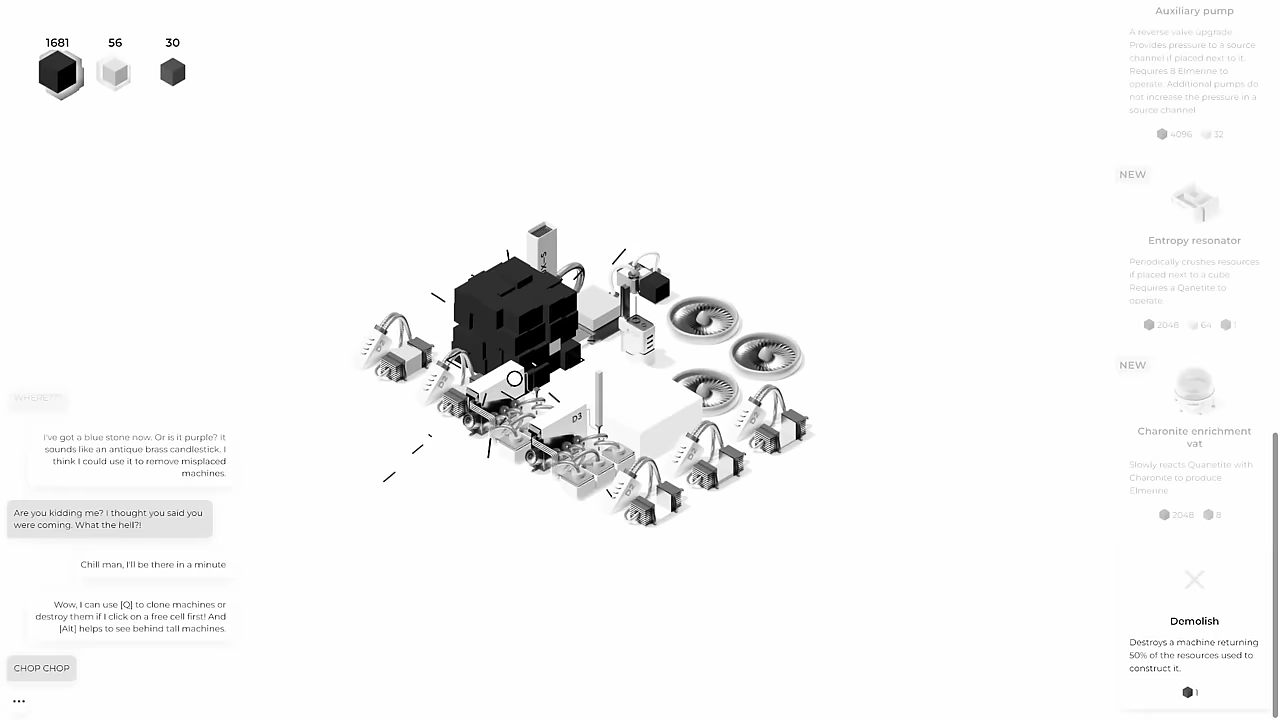 1681 56 30
WHERE??
I've got a blue stone now. Or is it purple? It
sounds like an antique brass candlestick. I
think I could use it to remove misplaced
machines.
Are you kidding me? I thought you said you
were coming. What the hell?!
Chill man, I'll be there in a minute
Wow, I can use [Q] to clone machines or
destroy them if I click on a free cell first! And
[Alt] helps to see behind tall machines.
CHOP CHOP
...
D3
Auxiliary pump
A reverse valve upgrade.
Provides pressure to a source
channel if placed next to it.
Requires 8 Elmerine to
operate. Additional pumps do
not increase the pressure in a
source channel
4096 32
NEW
Entropy resonator
Periodically crushes resources
if placed next to a cube.
Requires a Qanetite to
operate.
2048 64 1
NEW
Charonite enrichment
vat
Slowly reacts Quanetite with
Charonite to produce
Elmerine
2048 8
Demolish
Destroys a machine returning
50% of the resources used to
construct it.
1